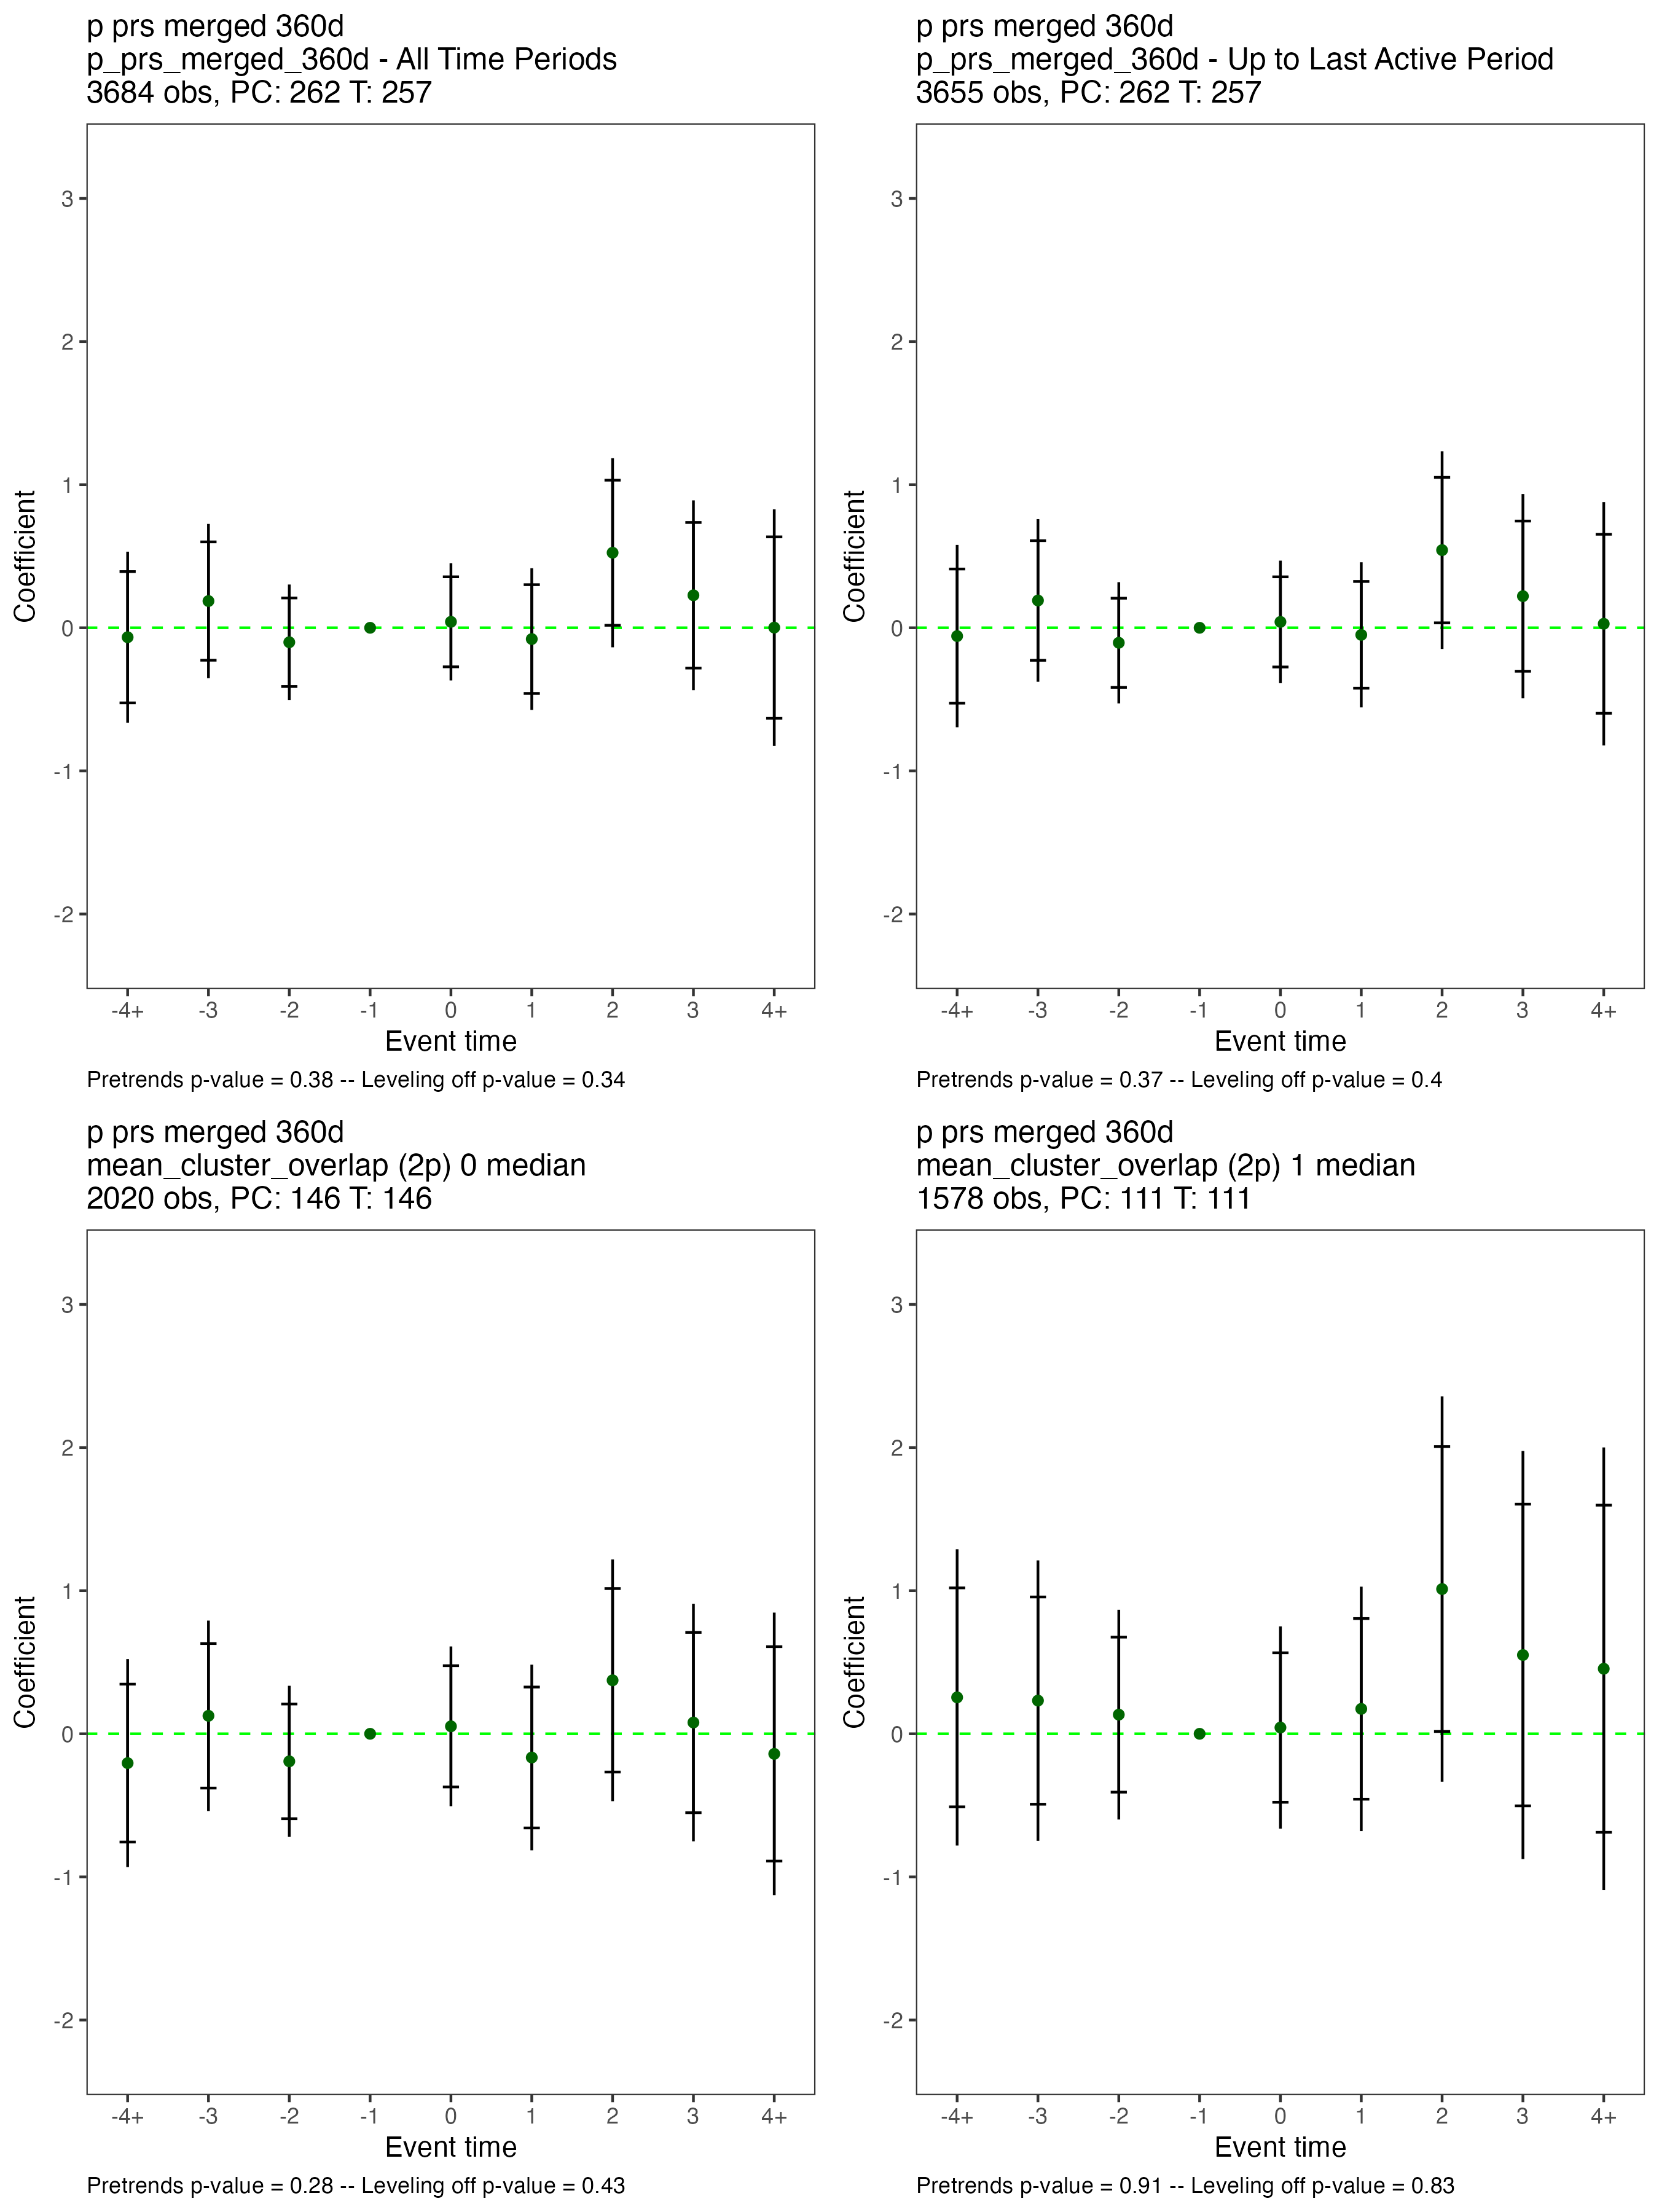 p prs merged 360d
p_prs_merged_360d - All Time Periods
3684 obs, PC: 262 T: 257
Coefficient
3
2
1
0
-1
-2
-4+ -3 -2 -1 0 1 2 3 4+
Event time
Pretrends p-value = 0.38 -- Leveling off p-value = 0.34
p prs merged 360d
p_prs_merged_360d - Up to Last Active Period
3655 obs, PC: 262 T: 257
Coefficient
3
2
1
0
-1
-2
-4+ -3 -2 -1 0 1 2 3 4+
Event time
Pretrends p-value = 0.37 -- Leveling off p-value = 0.4
p prs merged 360d
mean_cluster_overlap (2p) 0 median
2020 obs, PC: 146 T: 146
Coefficient
3
2
1
0
-1
-2
-4+ -3 -2 -1 0 1 2 3 4+
Event time
Pretrends p-value = 0.28 -- Leveling off p-value = 0.43
p prs merged 360d
mean_cluster_overlap (2p) 1 median
1578 obs, PC: 111 T: 111
Coefficient
3
2
1
0
-1
-2
-4+ -3 -2 -1 0 1 2 3 4+
Event time
Pretrends p-value = 0.91 -- Leveling off p-value = 0.83